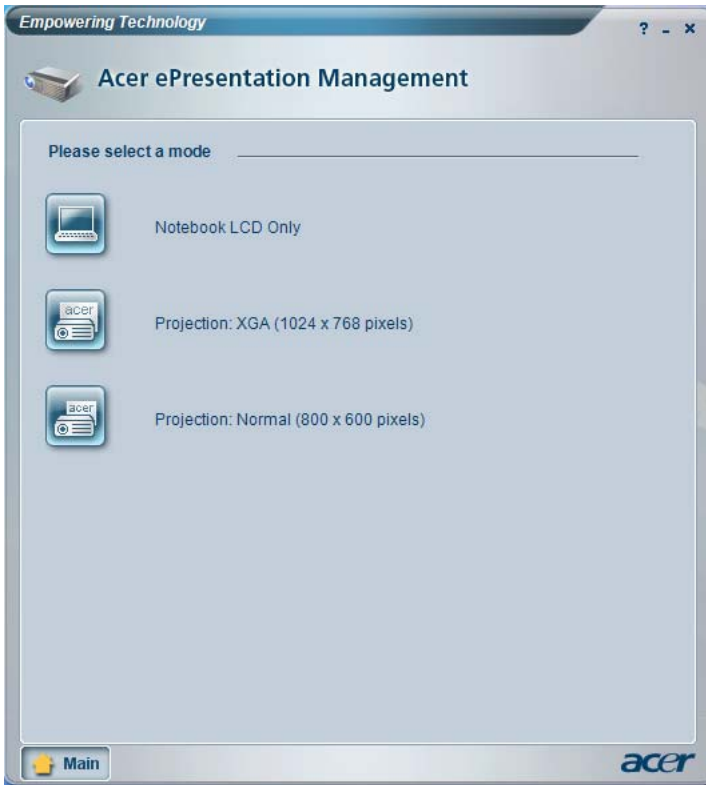 Empowering Technology
? - ×
Acer ePresentation Management
Please select a mode
Notebook LCD Only
acer
Projection: XGA (1024 x 768 pixels)
acer
Projection: Normal (800 x 600 pixels)
Main
acer